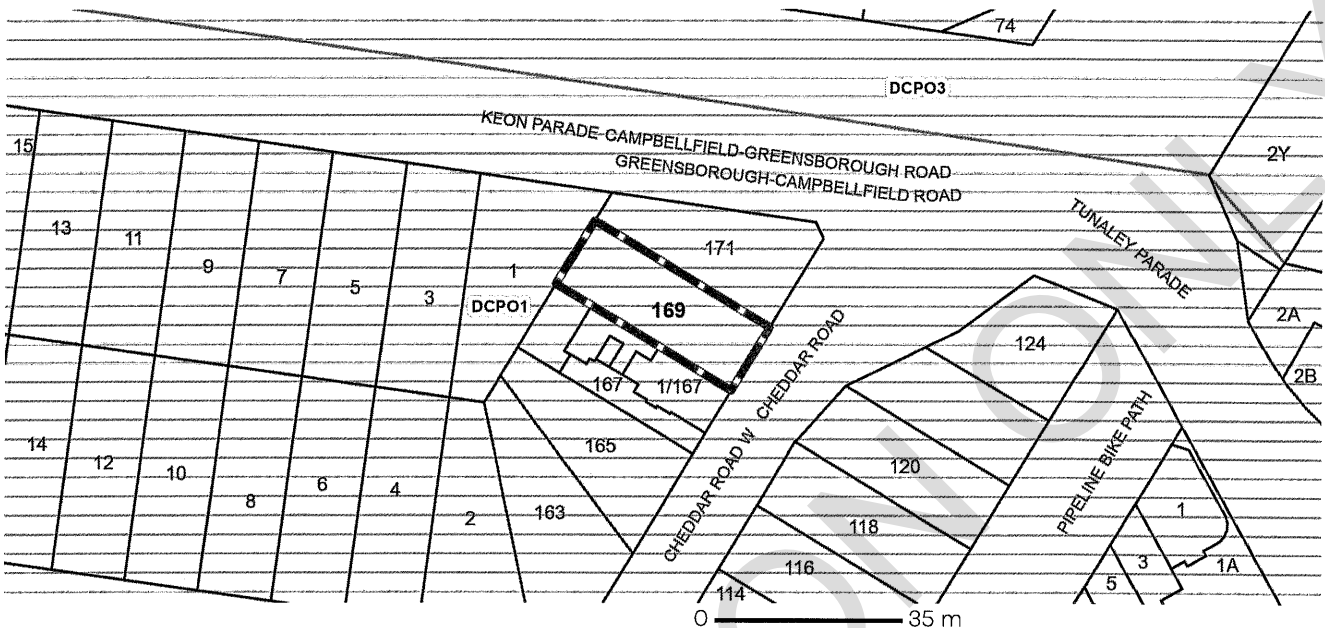 74
DCPO3
KEON PARADE-CAMPBELLFIELD-GREENSBOROUGH ROAD
GREENSBOROUGH-CAMPBELLFIELD ROAD
2Y
15
13
11
9
7
5
3
1
171
TUNALEY PARADE
DCPO1
169
2A
124
2B
167
1/167
CHEDDAR ROAD
CHEDDAR ROAD W
165
163
120
118
116
114
PIPELINE BIKE PATH
14
12
10
8
6
4
2
1
3
5
1A
0 35 m
ON ONLY